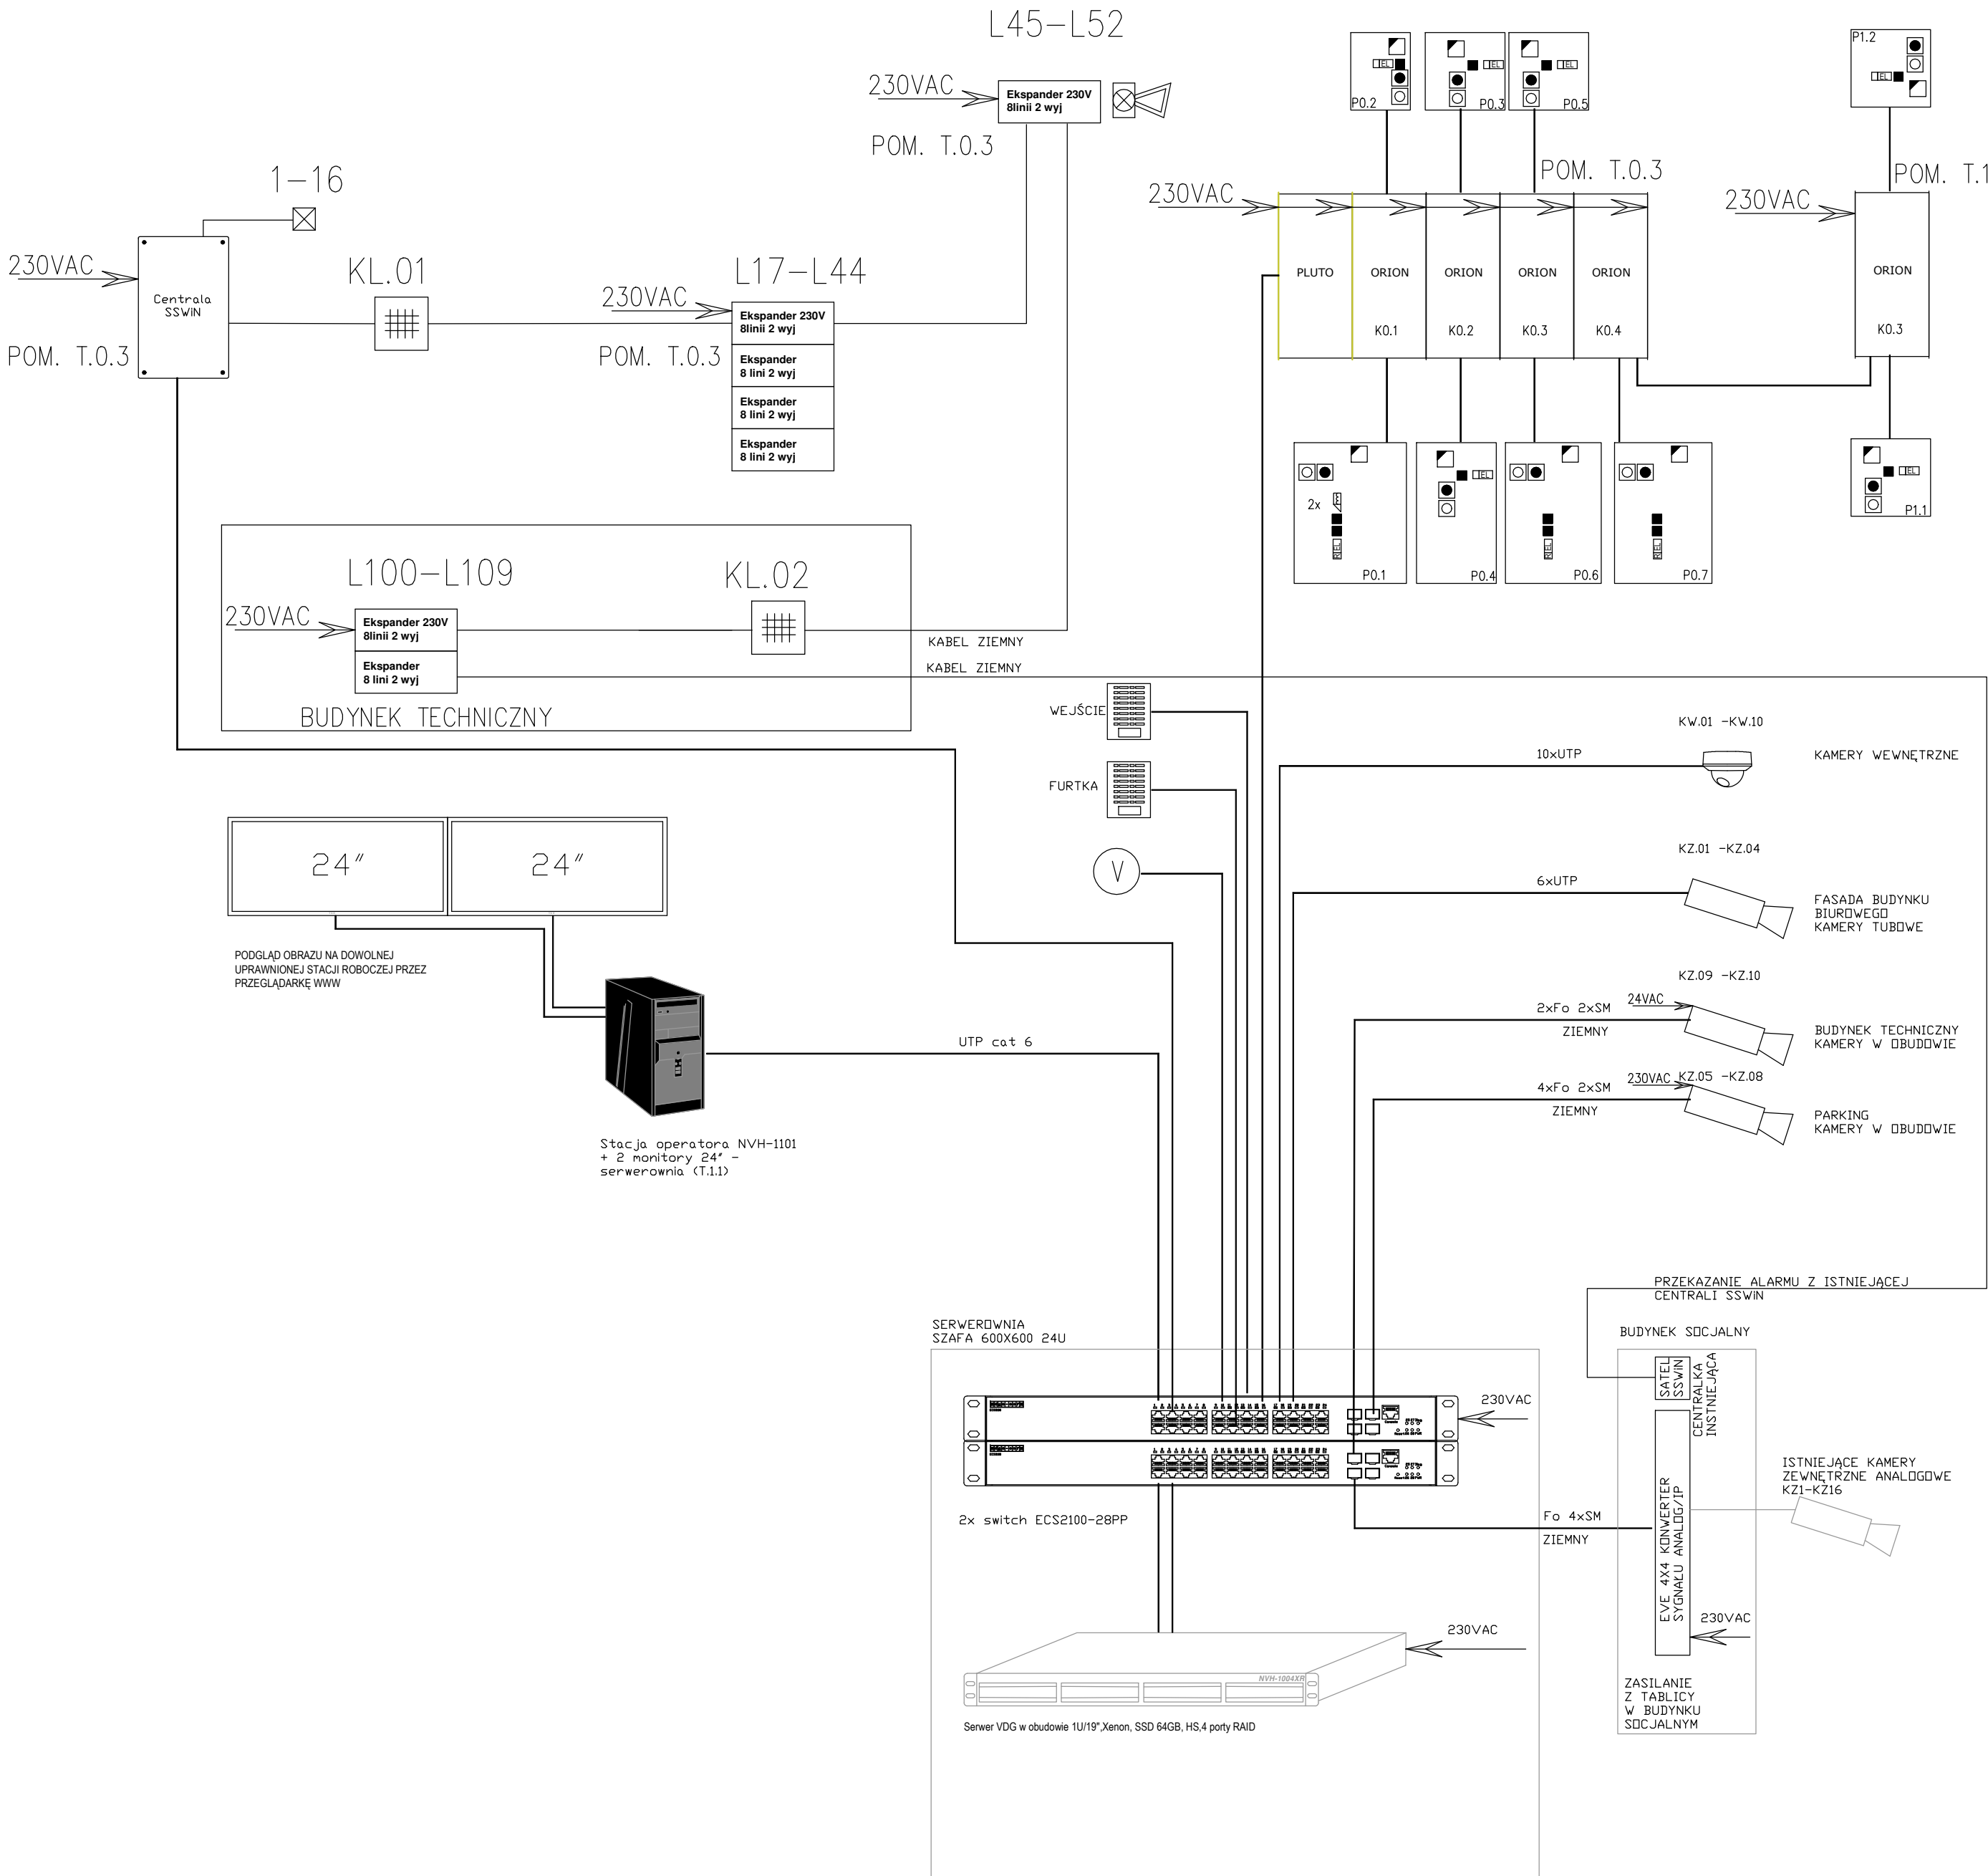 L45-L52
230VAC
Ekspander 230V
8linii 2 wyj
POM. T.0.3
1-16
230VAC
Centrala
SSWiN
POM. T.0.3
KL.01
L17-L44
230VAC
POM. T.0.3
Ekspander 230V
8linii 2 wyj
Ekspander
8 lini 2 wyj
Ekspander
8 lini 2 wyj
Ekspander
8 lini 2 wyj
EL
P0.2
EL
P0.3
EL
P0.5
P1.2
EL
POM. T.0.3
POM. T.1
230VAC
230VAC
PLUTO
ORION
K0.1
ORION
K0.2
ORION
K0.3
ORION
K0.4
ORION
K0.3
2x
EL
P0.1
EL
P0.4
EL
P0.6
EL
P0.7
EL
P1.1
L100-L109
KL.02
230VAC
Ekspander 230V
8linii 2 wyj
Ekspander
8 lini 2 wyj
BUDYNEK TECHNICZNY
KABEL ZIEMNY
KABEL ZIEMNY
WEJŚCIE
FURTKA
V
KW.01 -KW.10
10xUTP
KAMERY WEWNĘTRZNE
KZ.01 -KZ.04
6xUTP
FASADA BUDYNKU
BIUROWEGO
KAMERY TUBOWE
KZ.09 -KZ.10
24VAC
2xFo 2xSM
ZIEMNY
BUDYNEK TECHNICZNY
KAMERY W OBUDOWIE
KZ.05 -KZ.08
230VAC
4xFo 2xSM
ZIEMNY
PARKING
KAMERY W OBUDOWIE
24"
24"
PODGLĄD OBRAZU NA DOWOLNEJ
UPRAWNIONEJ STACJI ROBOCZEJ PRZEZ
PRZEGLĄDARKĘ WWW
UTP cat 6
Stacja operatora NVH-1101
+ 2 monitory 24" -
serwerownia (T.1.1)
PRZEKAZANIE ALARMU Z ISTNIEJĄCEJ
CENTRALI SSWiN
SERWEROWNIA
SZAFA 600X600 24U
BUDYNEK SOCJALNY
SATEL
SSWiN
CENTRALKA
INSTNIEJĄCA
230VAC
2x switch ECS2100-28PP
Fo 4xSM
ZIEMNY
EVE 4X4 KONWERTER
SYGNAŁU ANALOG/IP
ISTNIEJĄCE KAMERY
ZEWNĘTRZNE ANALOGOWE
KZ1-KZ16
230VAC
230VAC
NVH-1004XR
Serwer VDG w obudowie 1U/19",Xenon, SSD 64GB, HS,4 porty RAID
ZASILANIE
Z TABLICY
W BUDYNKU
SOCJALNYM